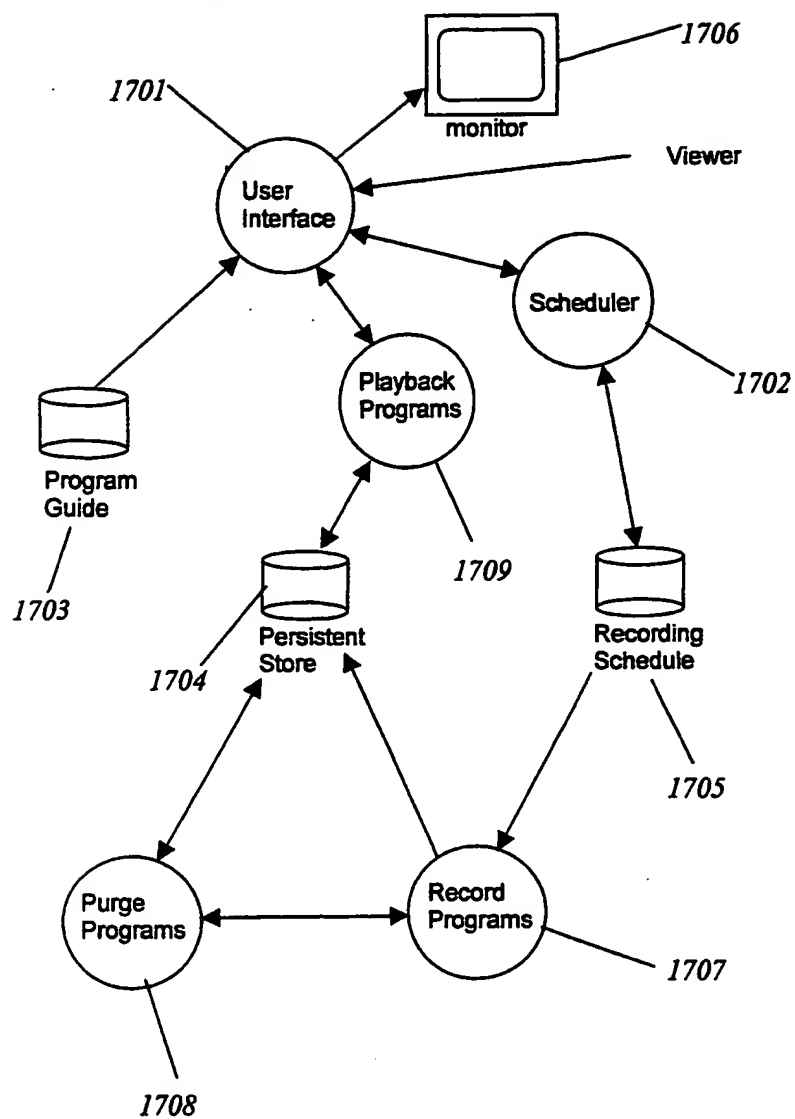 1706
1701
monitor
Viewer
User
Interface
Scheduler
1702
Playback
Programs
Program
Guide
1709
1703
Persistent
Store
Recording
Schedule
1704
1705
Purge
Programs
Record
Programs
1707
1708